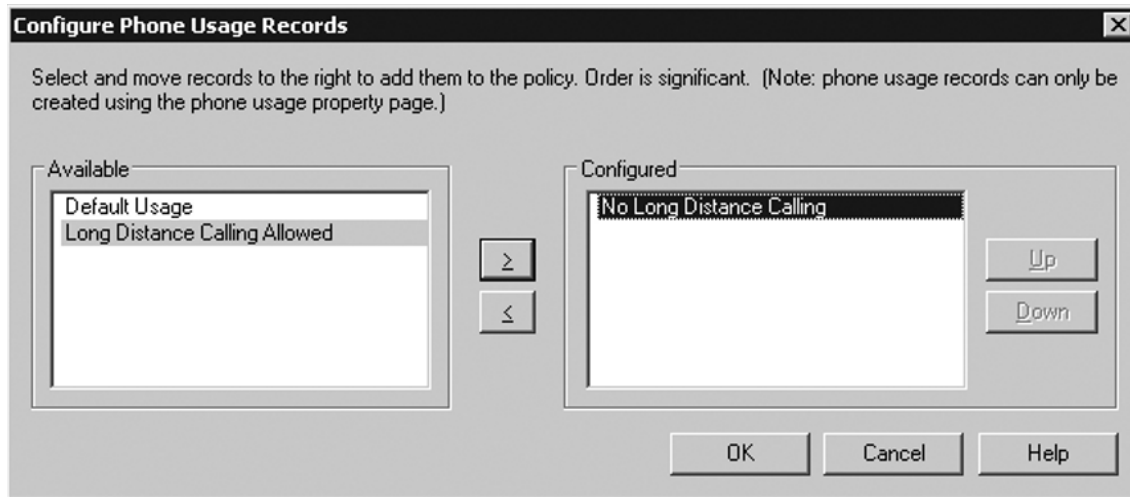 Configure Phone Usage Records
Select and move records to the right to add them to the policy. Order is significant. (Note: phone usage records can only be
created using the phone usage property page.)
Available
Default Usage
Long Distance Calling Allowed
>
<
Configured
No Long Distance Calling
Up
Down
OK
Cancel
Help